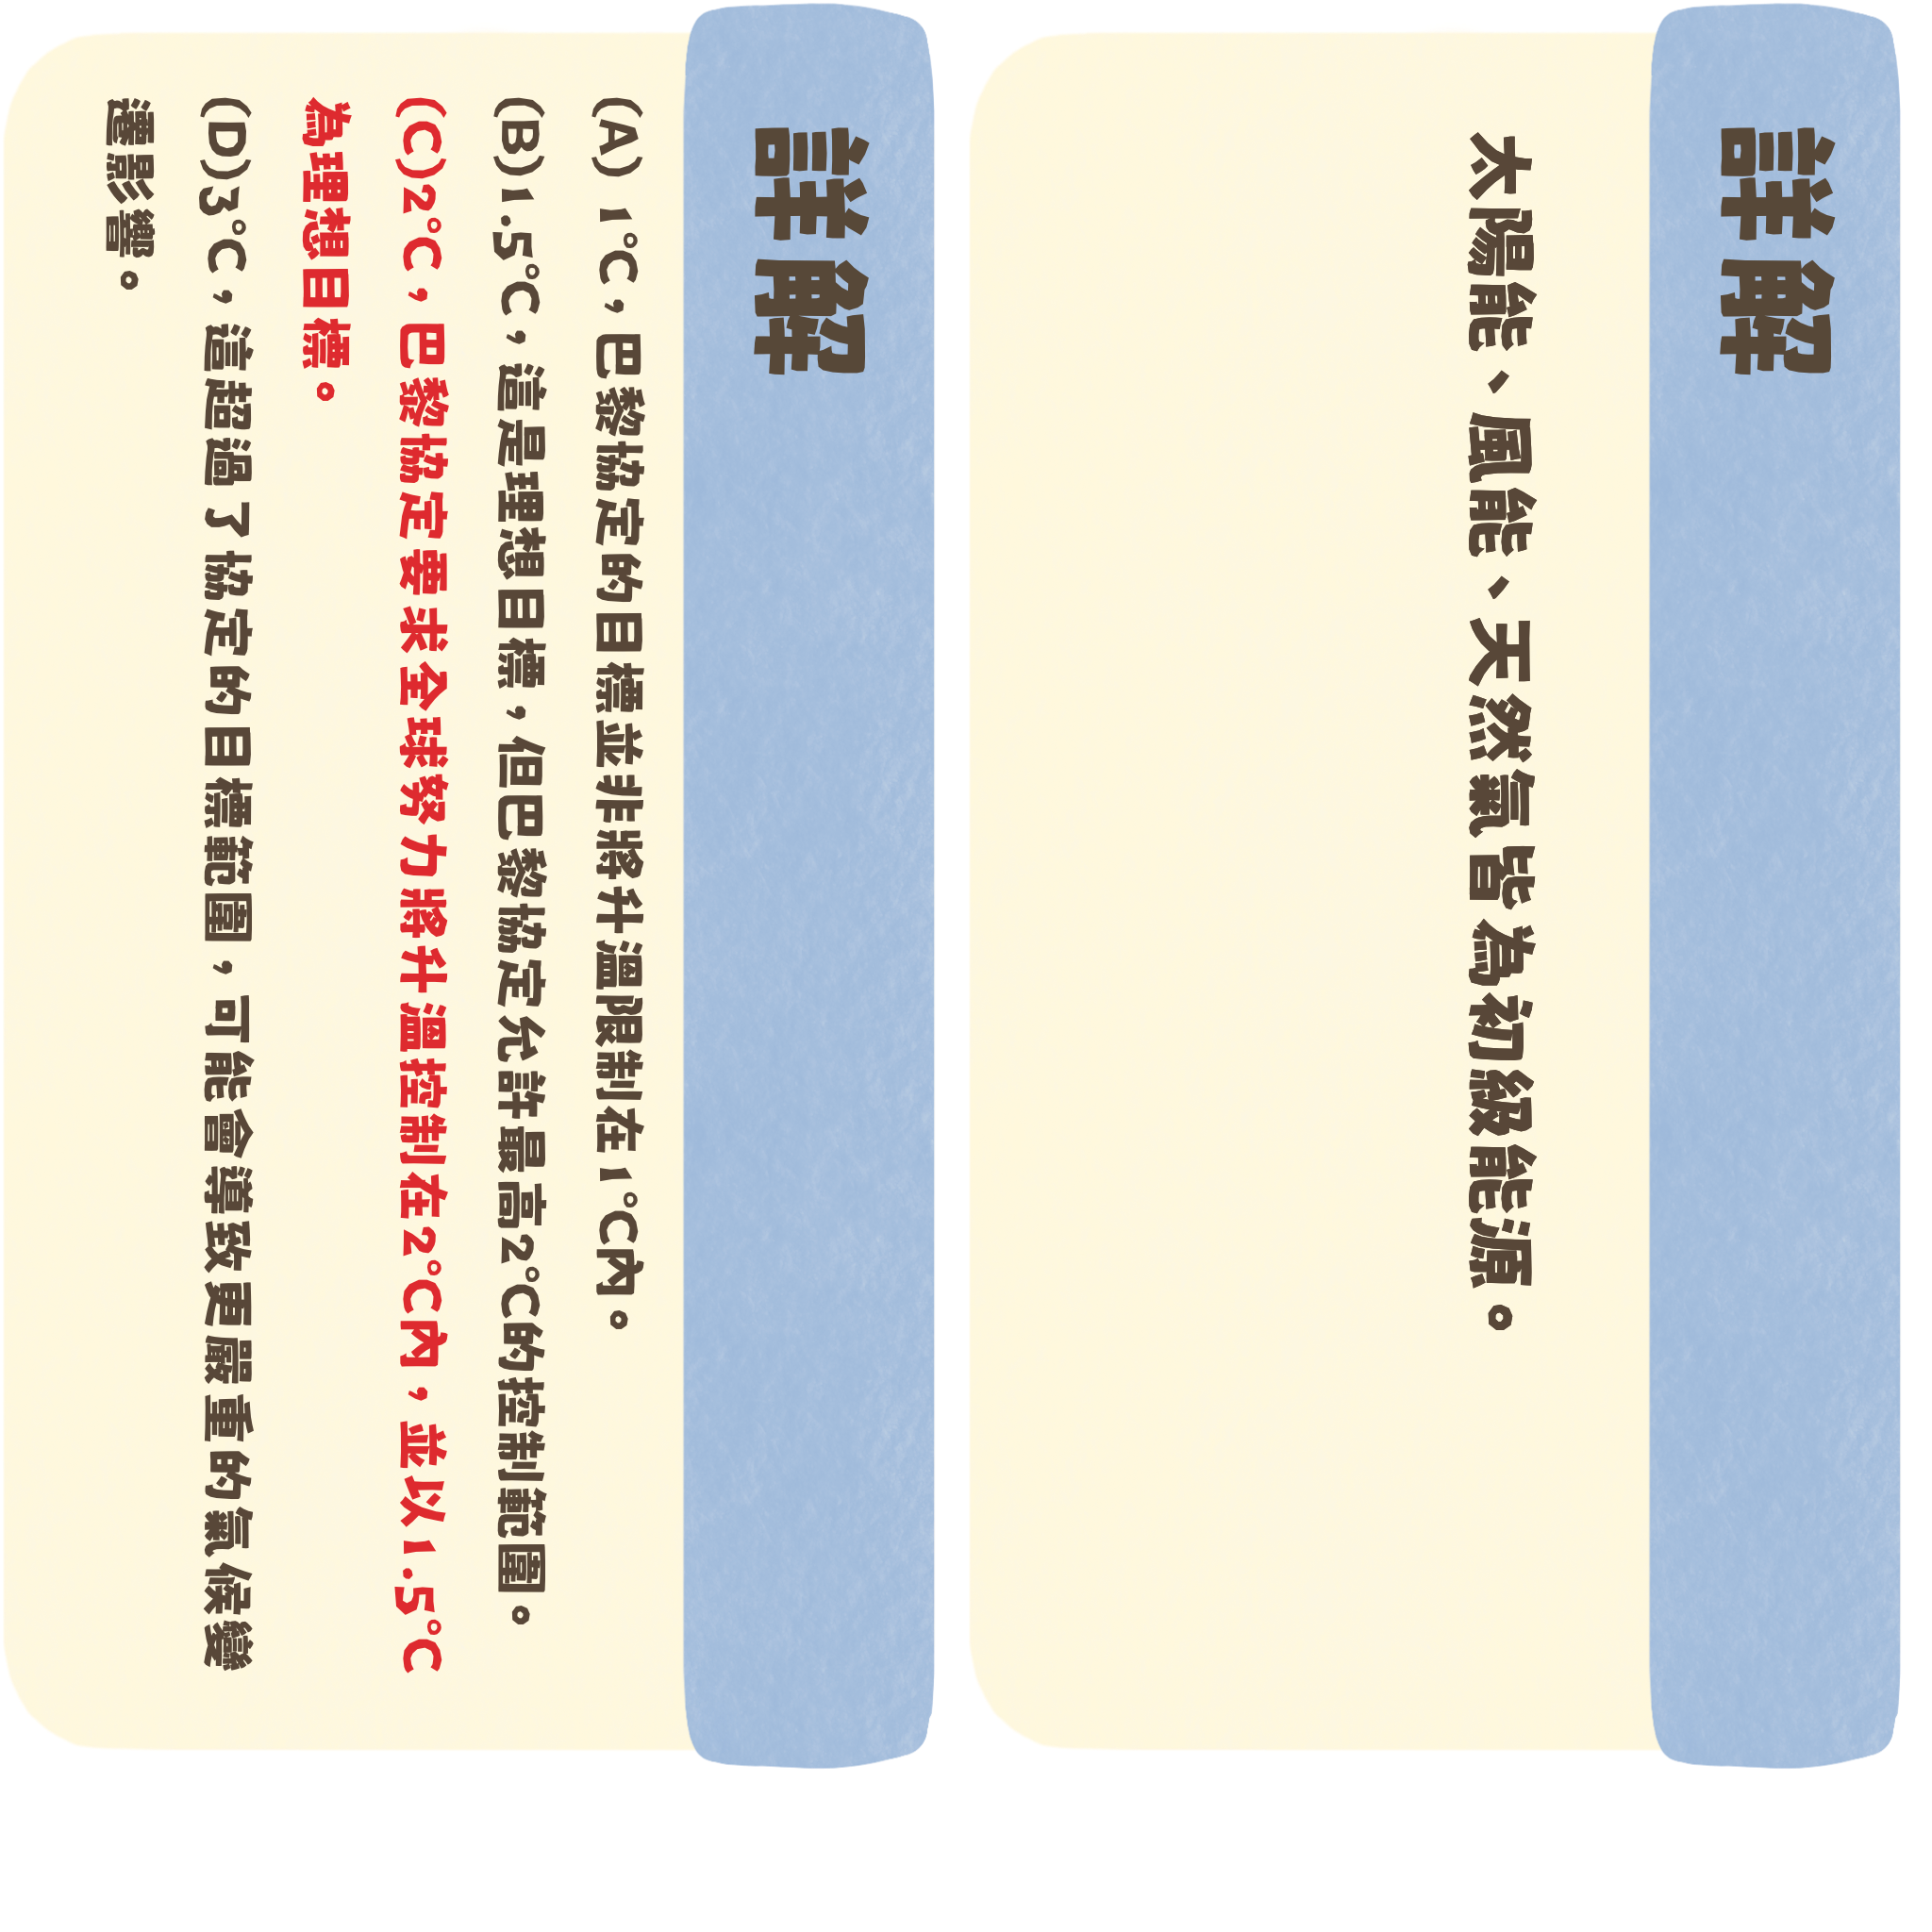 詳解
太陽能、風能、天然氣皆為初級能源。
詳解
(A) 1°C，巴黎協定的目標並非將升溫限制在1°C內。
(B)1.5°C，這是理想目標，但巴黎協定允許最高2°C的控制範圍。
(C)2°C，巴黎協定要求全球努力將升溫控制在2°C內，並以1.5°C
為理想目標。
(D)3°C，這超過了協定的目標範圍，可能會導致更嚴重的氣候變
遷影響。